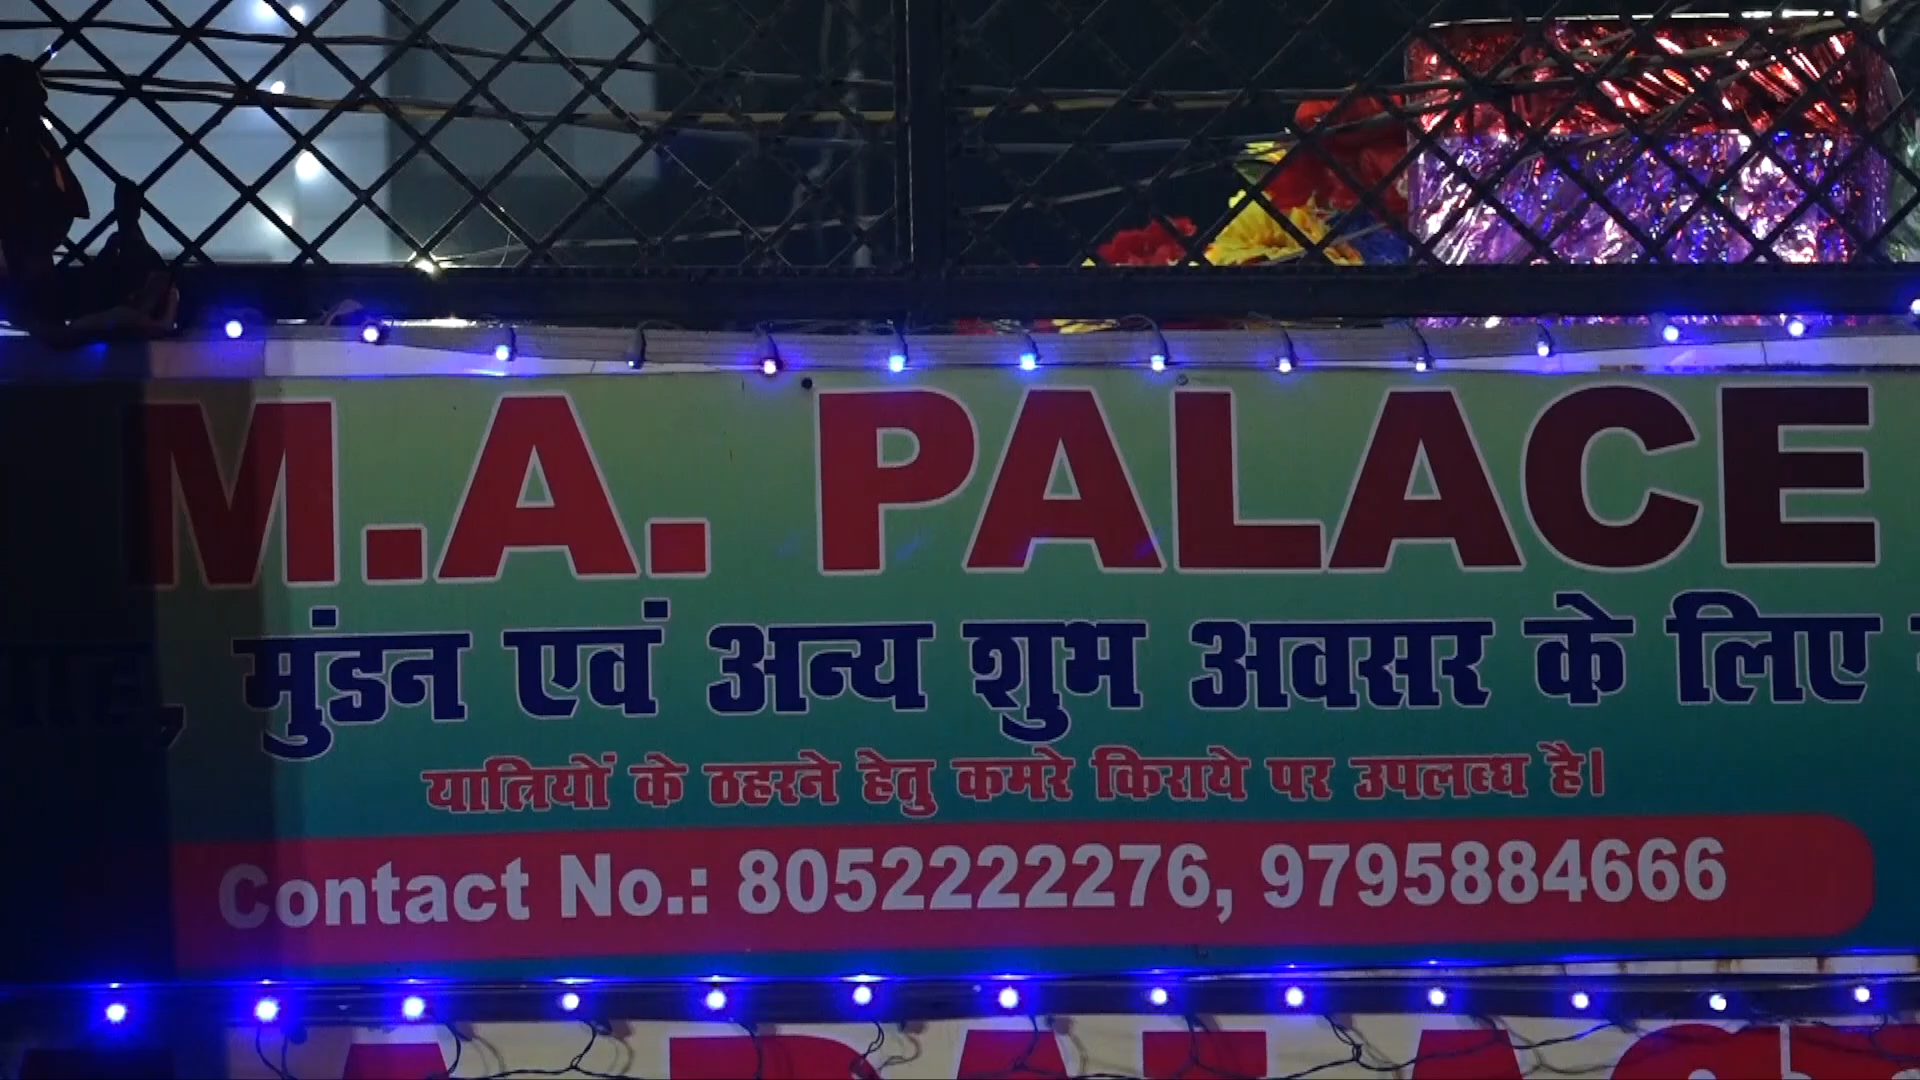 M.A. PALACE
मुंडन एवं अन्य शुभ अवसर के लिए
यात्रियों के ठहरने हेतु कमरे किराये पर उपलब्ध है।
Contact No.: 8052222276, 9795884666